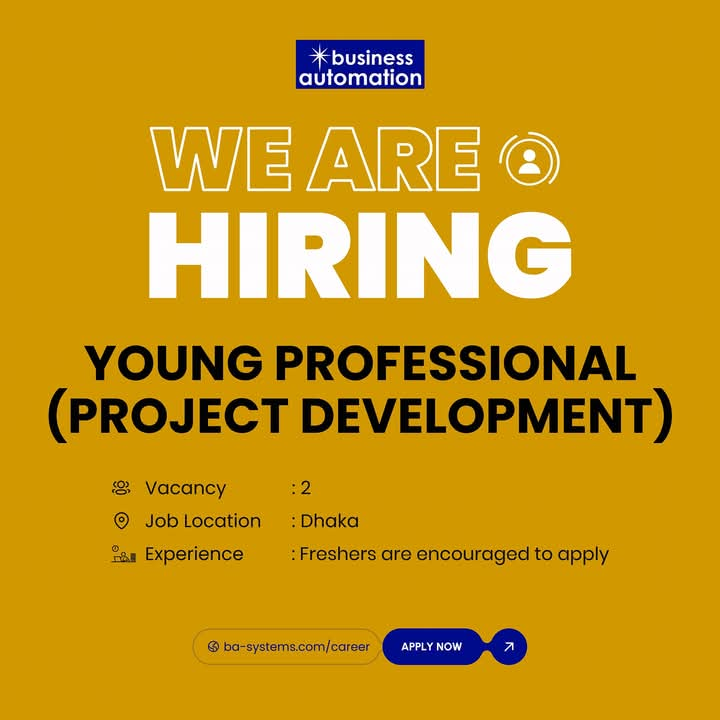 business
automation
WE ARE
HIRING
YOUNG PROFESSIONAL
(PROJECT DEVELOPMENT)
Vacancy : 2
Job Location : Dhaka
Experience : Freshers are encouraged to apply
ba-systems.com/career APPLY NOW